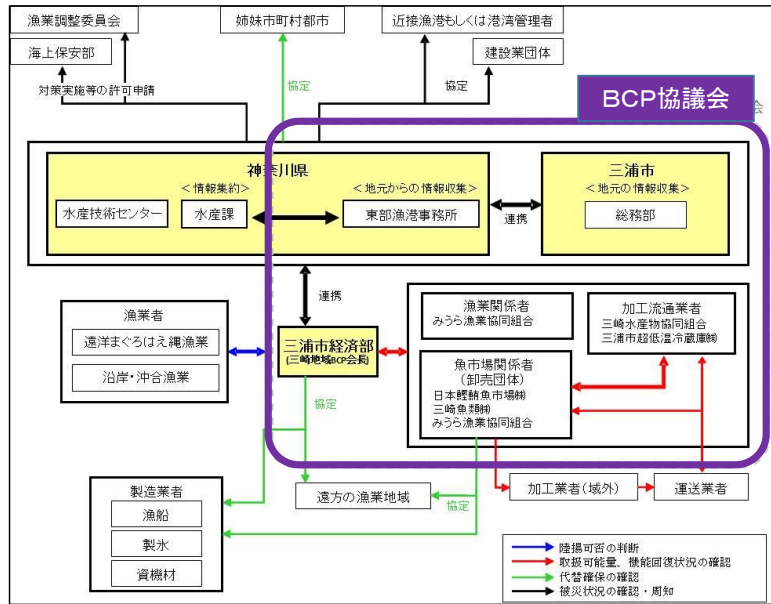 漁業調整委員会
姉妹市町村都市
近接漁港もしくは港湾管理者
海上保安部
建設業団体
対策実施等の許可申請
協定
協定
BCP協議会
会
神奈川県
三浦市
＜情報集約＞
＜地元からの情報収集＞
＜地元の情報収集＞
水産技術センター
水産課
東部漁港事務所
総務部
連携
連携
漁業者
遠洋まぐろはえ縄漁業
沿岸・沖合漁業
三浦市経済部
(三崎地域BCP会長)
漁業関係者
みうら漁業協同組合
加工流通業者
三崎水産物協同組合
三浦市超低温冷蔵庫㈱
魚市場関係者
(卸売団体)
日本鰹鮪魚市場㈱
三崎魚類㈱
みうら漁業協同組合
協定
製造業者
漁船
製氷
資機材
遠方の漁業地域
協定
加工業者(域外)
運送業者
陸揚可否の判断
取扱可能量、機能回復状況の確認
代替確保の確認
被災状況の確認・周知